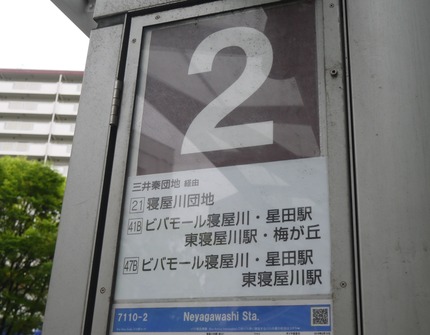 2
三井秦団地 経由
21 寝屋川団地
41B ビバモール寝屋川・星田駅
東寝屋川駅・梅が丘
47B ビバモール寝屋川・星田駅
東寝屋川駅
7110-2 Neyagawashi Sta.